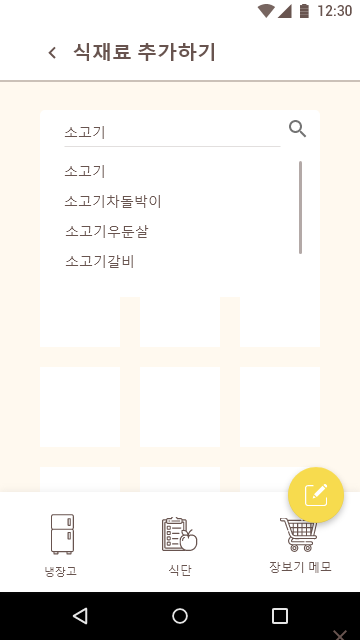 12:30
식재료 추가하기
소고기
소고기
소고기차돌박이
소고기우둔살
소고기갈비
냉장고
식단
장보기 메모